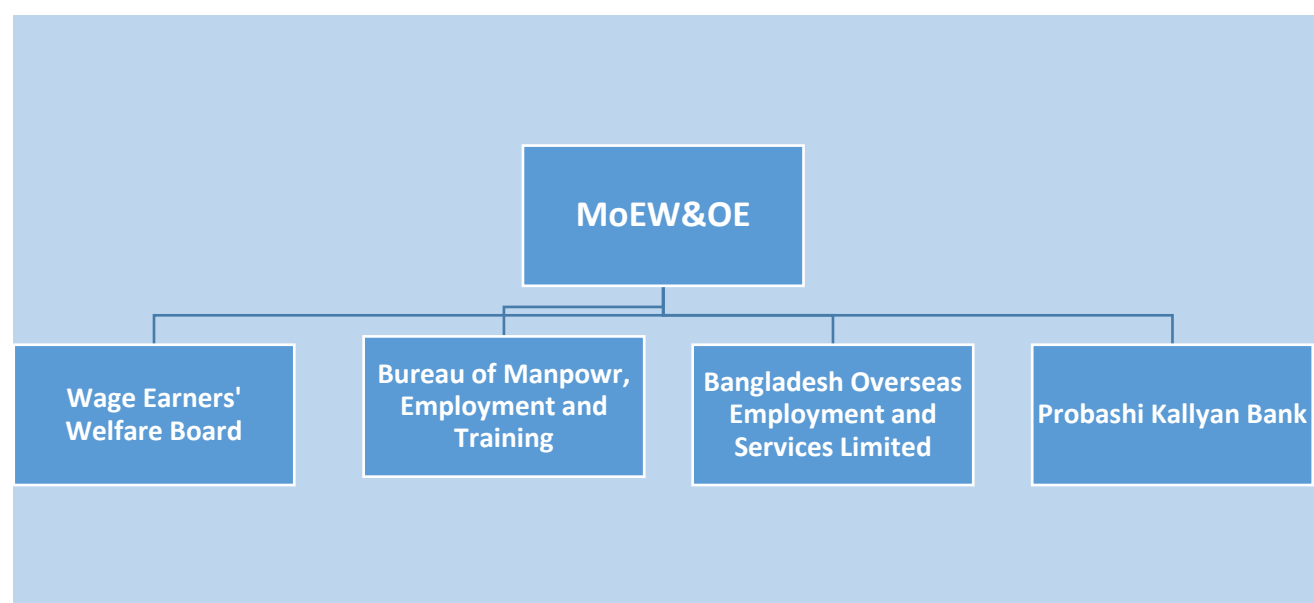 MoEW&OE
Wage Earners'
Welfare Board
Bureau of Manpowr,
Employment and
Training
Bangladesh Overseas
Employment and
Services Limited
Probashi Kallyan Bank